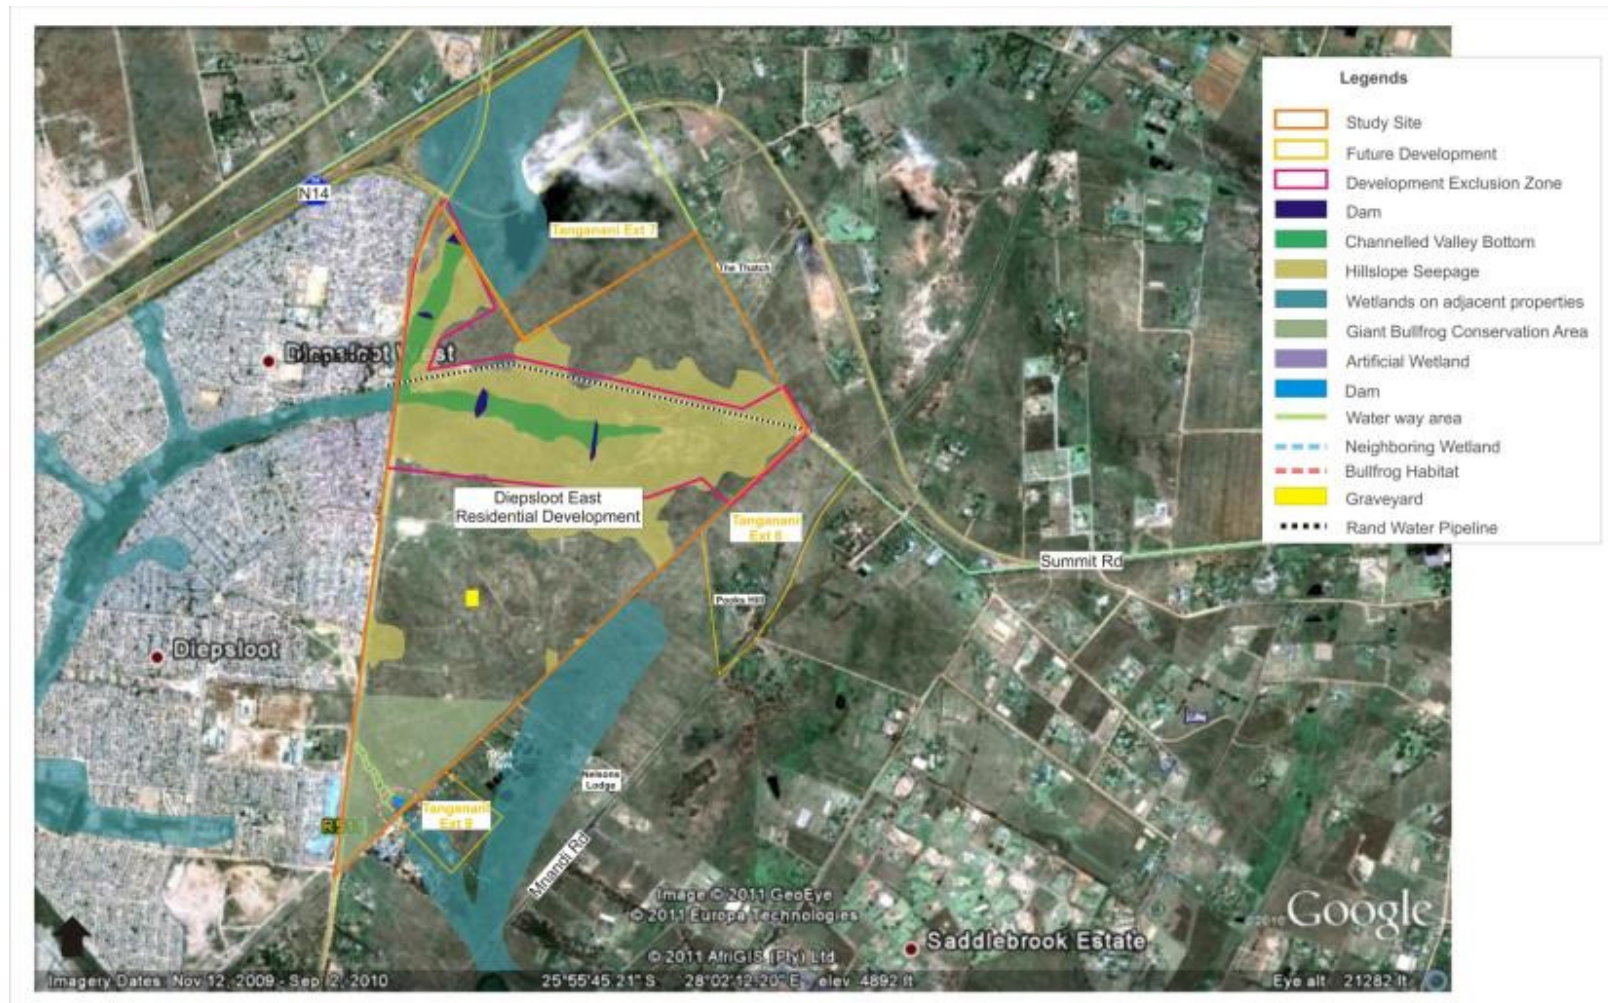 Legends
Study Site
Future Development
Development Exclusion Zone
Dam
Channelled Valley Bottom
Hillslope Seepage
Wetlands on adjacent properties
Giant Bullfrog Conservation Area
Artificial Wetland
Dam
Water way area
Neighboring Wetland
Bullfrog Habitat
Graveyard
Rand Water Pipeline
N14
Tanganani Ext 7
The Thatch
Diepsloot West
Diepsloot East
Residential Development
Tanganani
Ext 6
Summit Rd
Pooks Hill
Diepsloot
Nelsons
Lodge
Tanganani
Ext 9
Mnandi Rd
Image © 2011 GeoEye
© 2011 Europa Technologies
© 2011 AfriGIS (Pty) Ltd.
©2010 Google
Saddlebrook Estate
Imagery Dates: Nov 12, 2009 - Sep 2, 2010
25°55'45.21" S 28°02'12.20" E elev 4892 ft
Eye alt 21282 ft